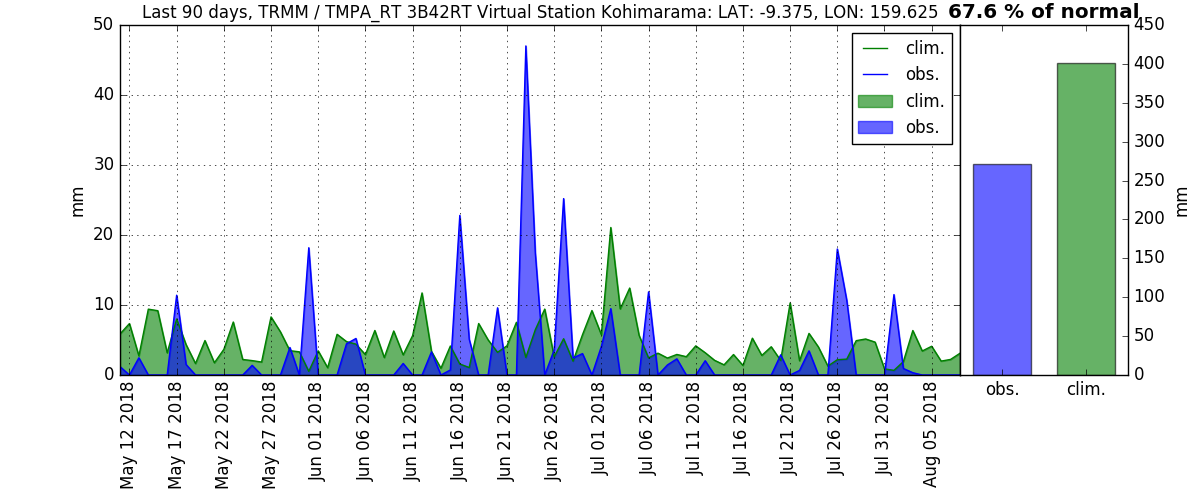 Last 90 days, TRMM / TMPA_RT 3B42RT Virtual Station Kohimarama: LAT: -9.375, LON: 159.625 67.6 % of normal
50
40
30
20
10
0
mm
clim.
obs.
clim.
obs.
450
400
350
300
250
200
150
100
50
0
mm
May 12 2018
May 17 2018
May 22 2018
May 27 2018
Jun 01 2018
Jun 06 2018
Jun 11 2018
Jun 16 2018
Jun 21 2018
Jun 26 2018
Jul 01 2018
Jul 06 2018
Jul 11 2018
Jul 16 2018
Jul 21 2018
Jul 26 2018
Jul 31 2018
Aug 05 2018
obs.
clim.